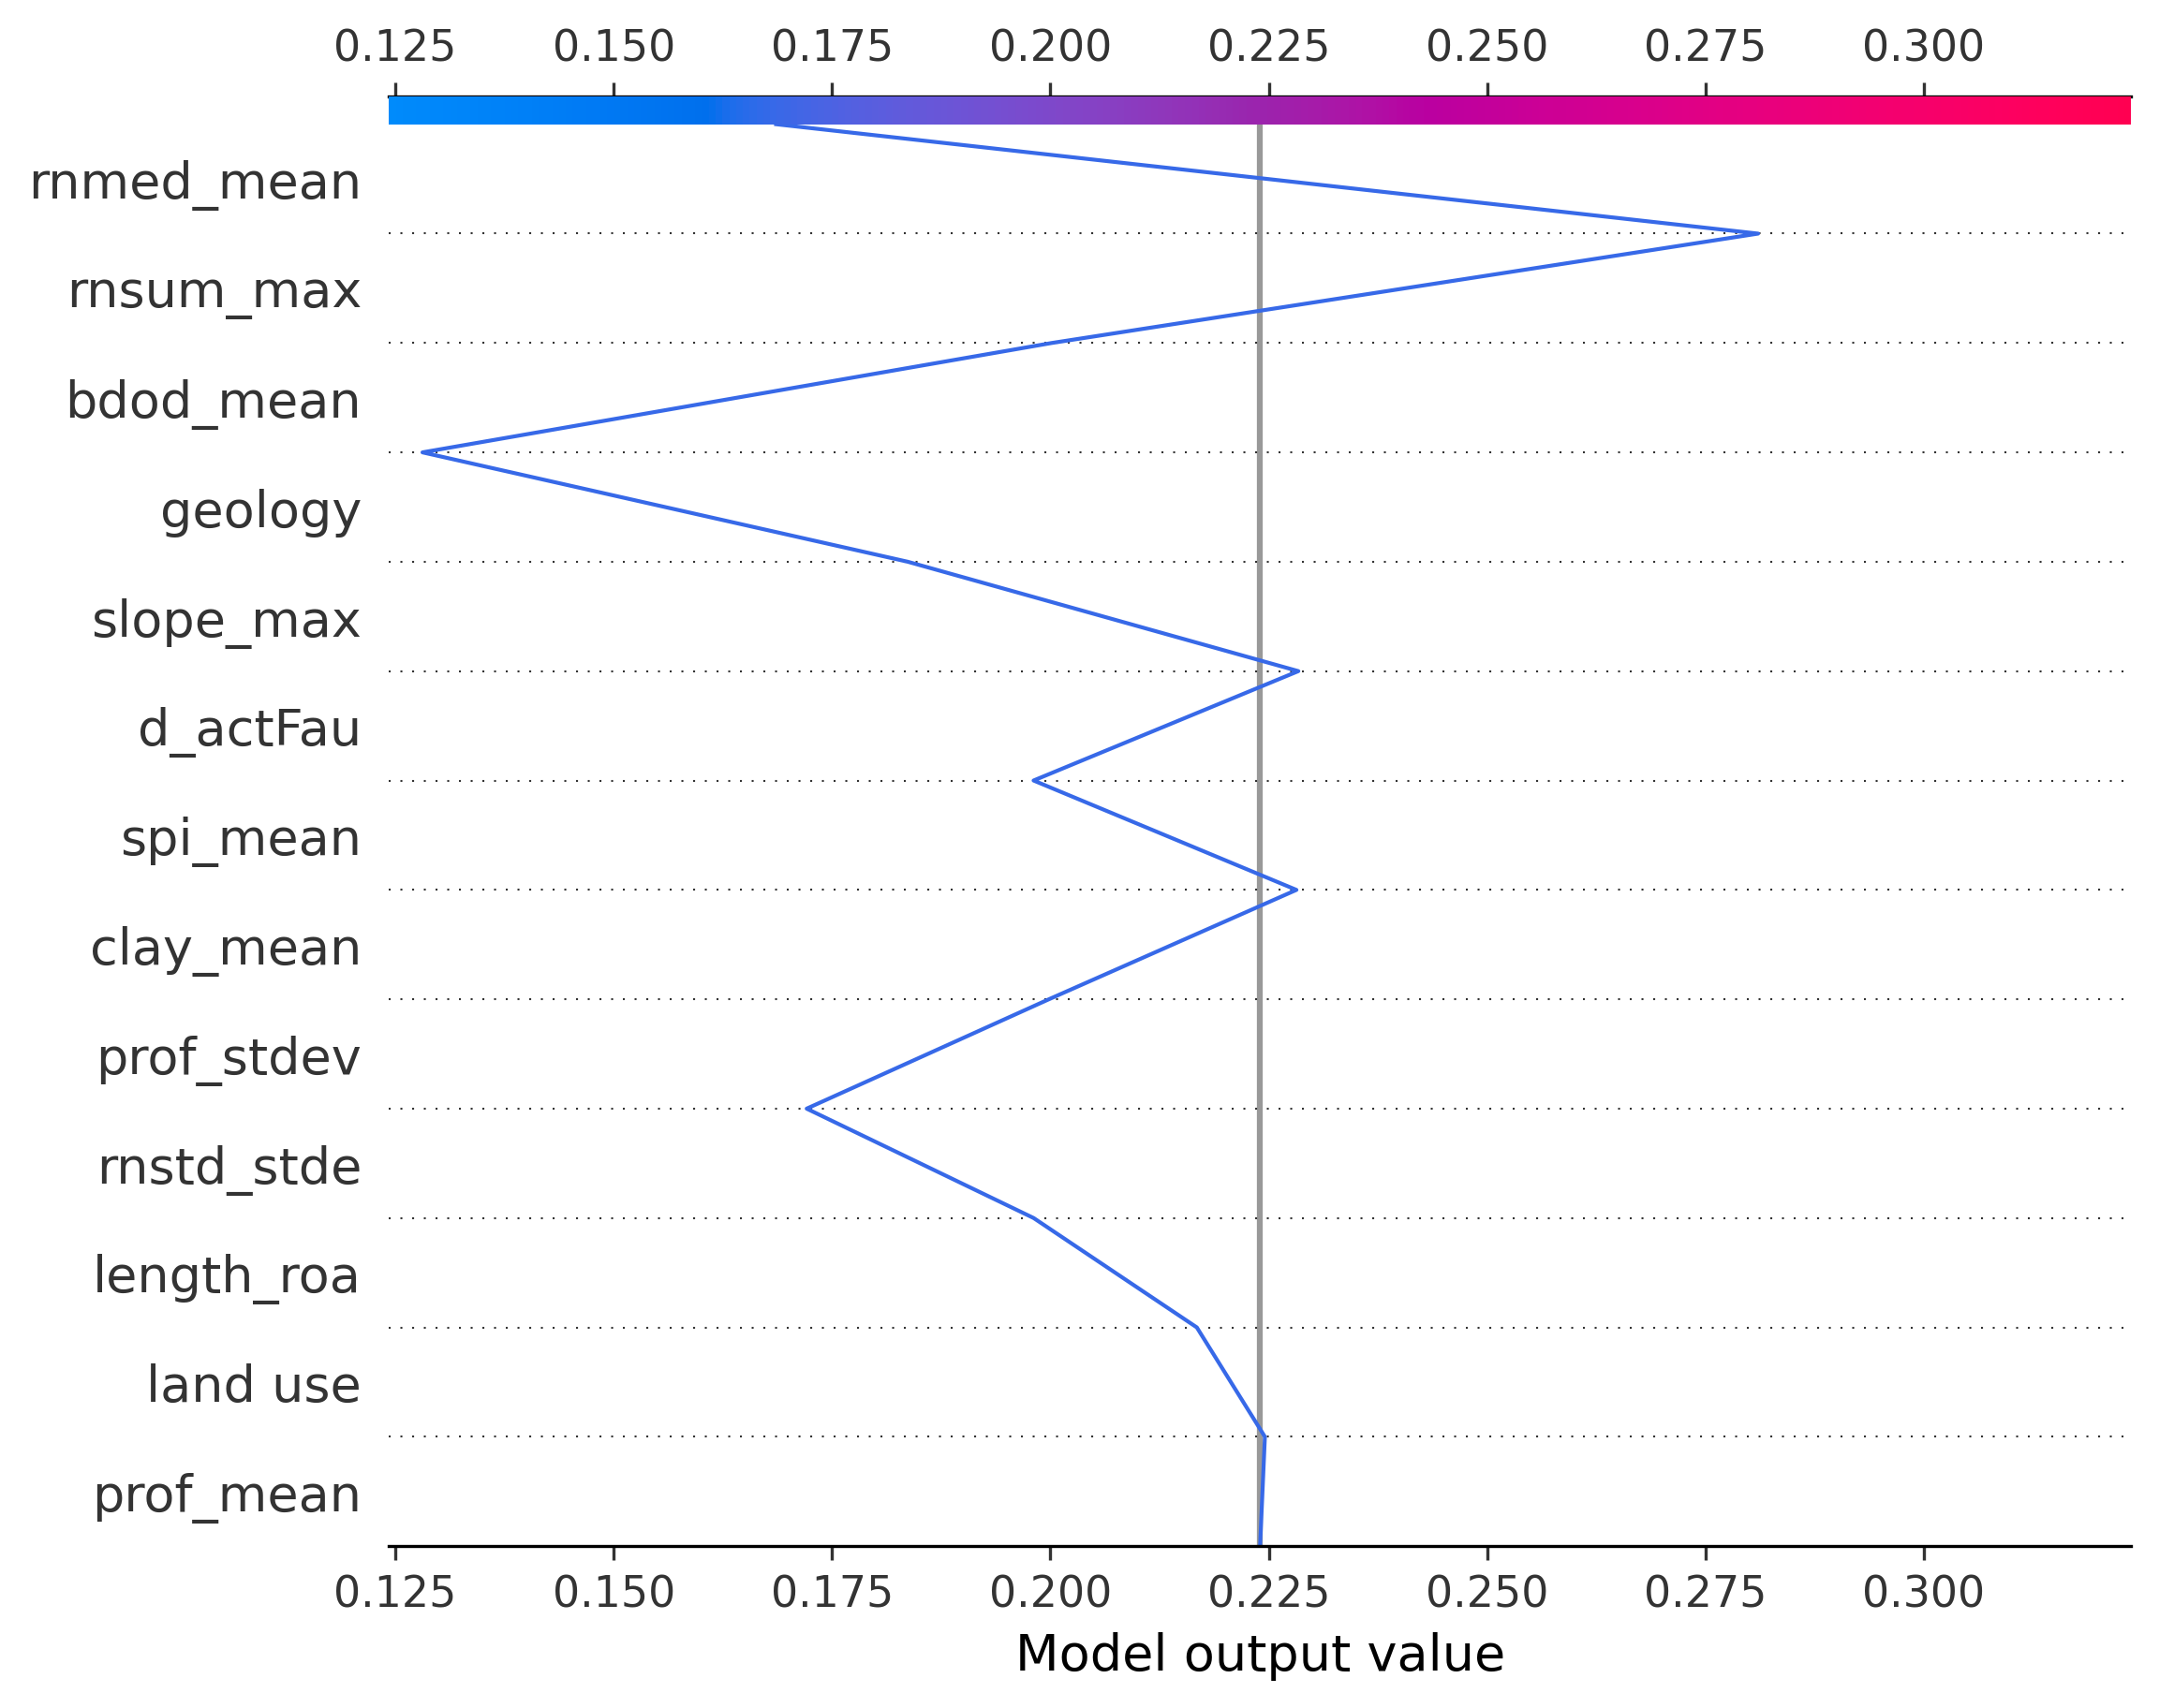 0.125 0.150 0.175 0.200 0.225 0.250 0.275 0.300
rnmed_mean
rnsum_max
bdod_mean
geology
slope_max
d_actFau
spi_mean
clay_mean
prof_stdev
rnstd_stde
length_roa
land use
prof_mean
0.125 0.150 0.175 0.200 0.225 0.250 0.275 0.300
Model output value